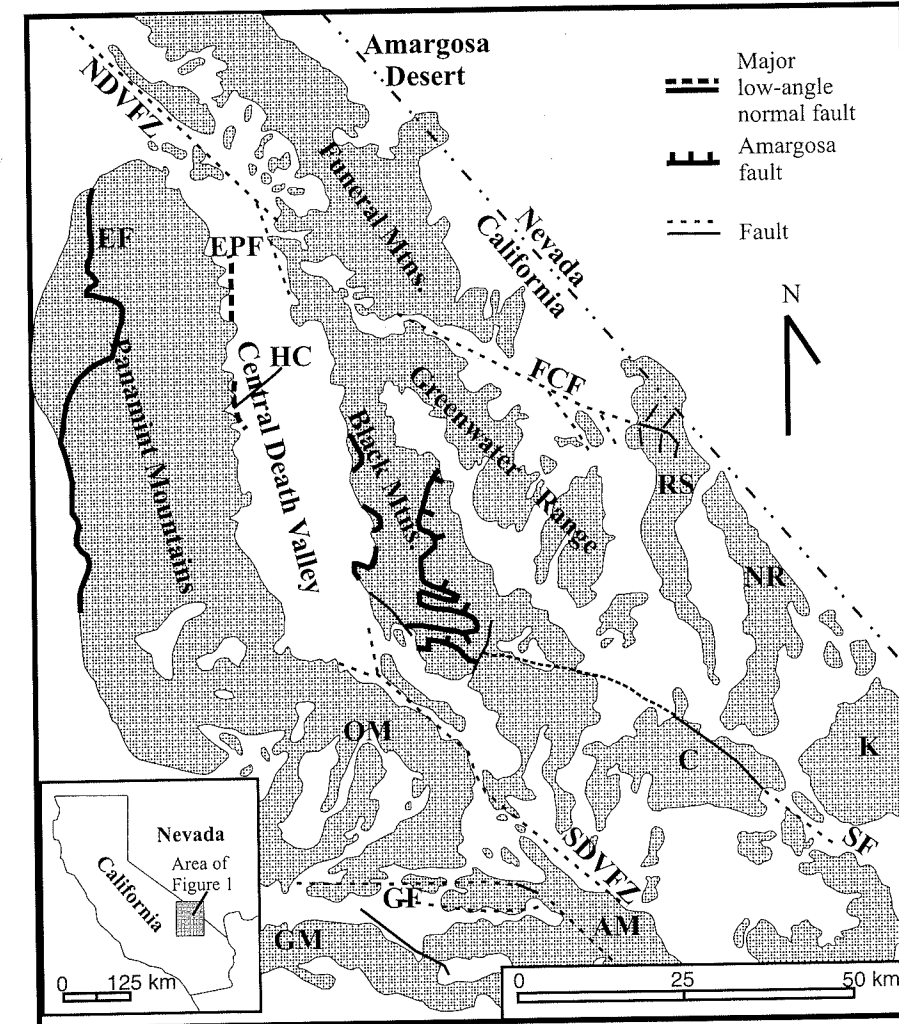 Amargosa
Desert
Major
low-angle
normal fault
Amargosa
fault
Fault
NDVFZ
Funeral Mtns.
Nevada
California
N
EF
EPF
HC
FCF
Panamint Mountains
Central Death Valley
Black Mtns.
Greenwater
Range
RS
NR
OM
C
K
SF
SDVFZ
GF
AM
GM
Nevada
Area of
Figure 1
California
0 125 km
0 25 50 km